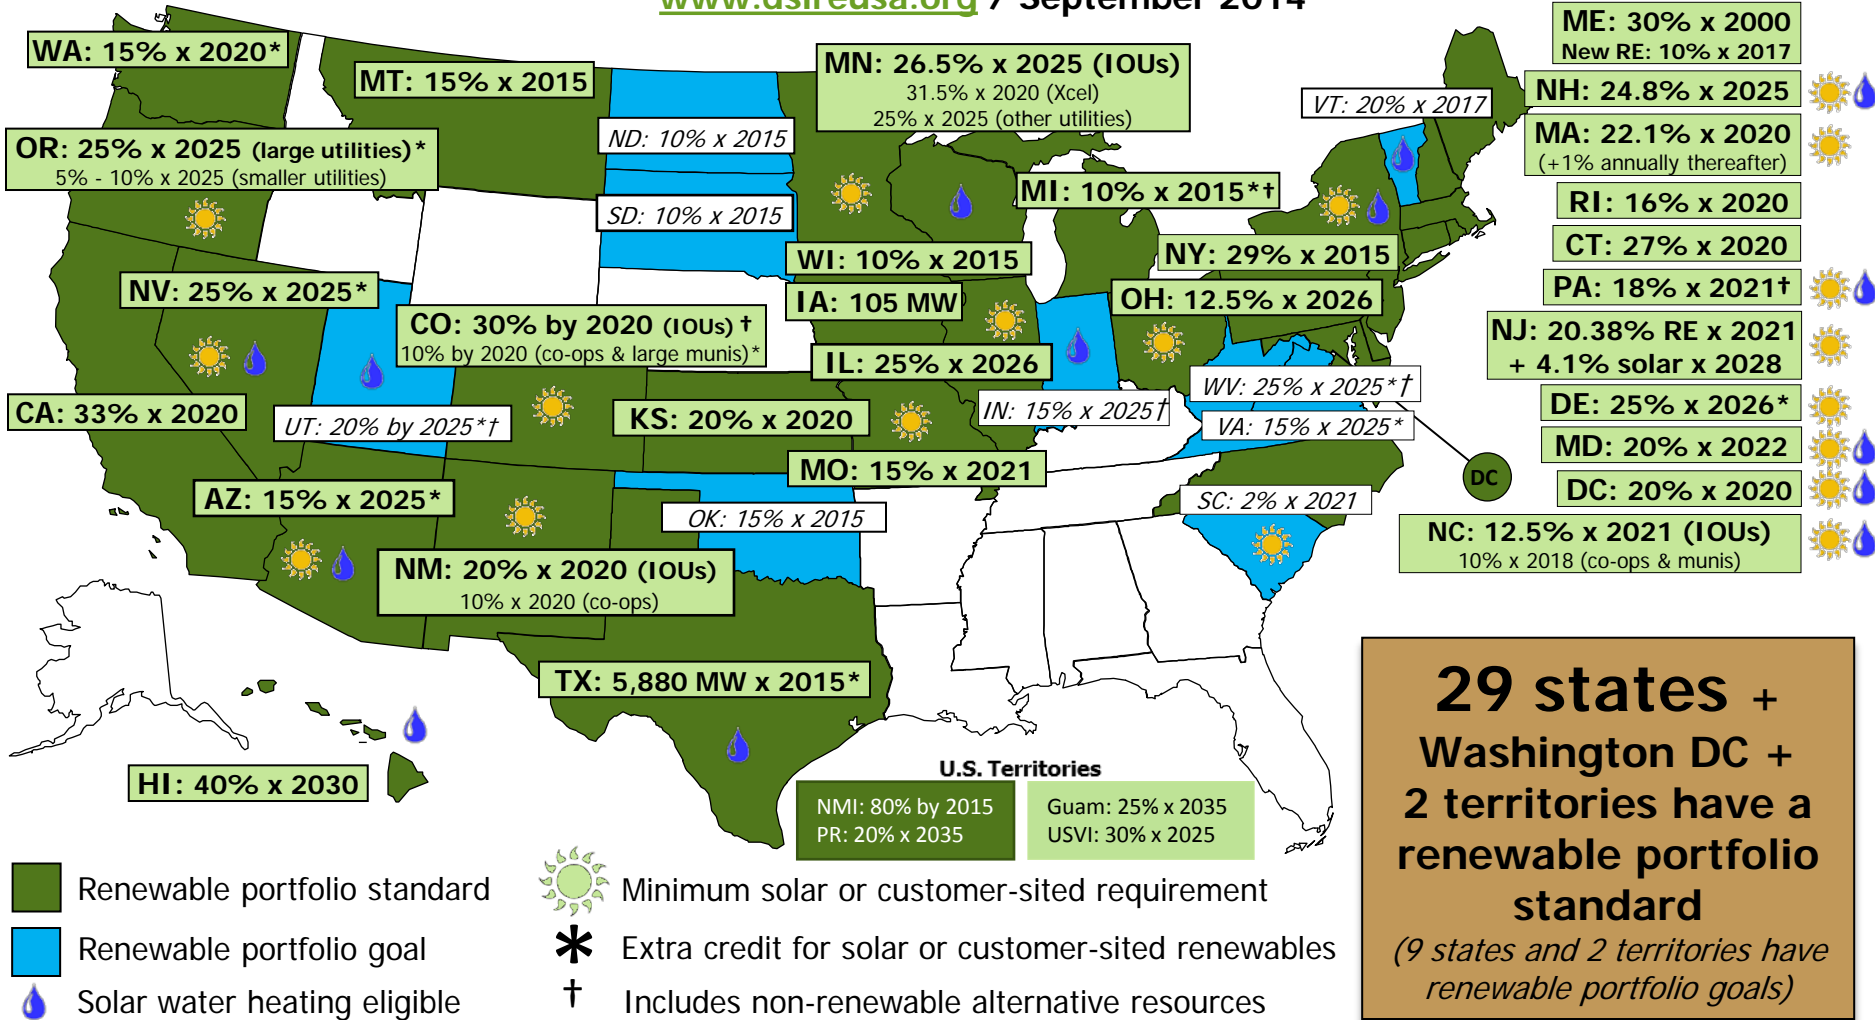 www.dsireusa.org / September 2014
WA: 15% x 2020*
MT: 15% x 2015
MN: 26.5% x 2025 (IOUs)
31.5% x 2020 (Xcel)
25% x 2025 (other utilities)
ME: 30% x 2000
New RE: 10% x 2017
VT: 20% x 2017
NH: 24.8% x 2025
OR: 25% x 2025 (large utilities)*
5% - 10% x 2025 (smaller utilities)
ND: 10% x 2015
MA: 22.1% x 2020
(+1% annually thereafter)
SD: 10% x 2015
MI: 10% x 2015*†
RI: 16% x 2020
WI: 10% x 2015
NY: 29% x 2015
CT: 27% x 2020
NV: 25% x 2025*
IA: 105 MW
OH: 12.5% x 2026
PA: 18% x 2021†
CO: 30% by 2020 (IOUs) †
10% by 2020 (co-ops & large munis)*
IL: 25% x 2026
NJ: 20.38% RE x 2021
+ 4.1% solar x 2028
CA: 33% x 2020
UT: 20% by 2025*†
KS: 20% x 2020
IN: 15% x 2025†
WV: 25% x 2025*†
VA: 15% x 2025*
DE: 25% x 2026*
MD: 20% x 2022
MO: 15% x 2021
DC
DC: 20% x 2020
AZ: 15% x 2025*
OK: 15% x 2015
SC: 2% x 2021
NC: 12.5% x 2021 (IOUs)
10% x 2018 (co-ops & munis)
NM: 20% x 2020 (IOUs)
10% x 2020 (co-ops)
TX: 5,880 MW x 2015*
HI: 40% x 2030
U.S. Territories
NMI: 80% by 2015
PR: 20% x 2035
Guam: 25% x 2035
USVI: 30% x 2025
29 states +
Washington DC +
2 territories have a
renewable portfolio
standard
(9 states and 2 territories have
renewable portfolio goals)
Renewable portfolio standard
Renewable portfolio goal
Solar water heating eligible
Minimum solar or customer-sited requirement
* Extra credit for solar or customer-sited renewables
† Includes non-renewable alternative resources